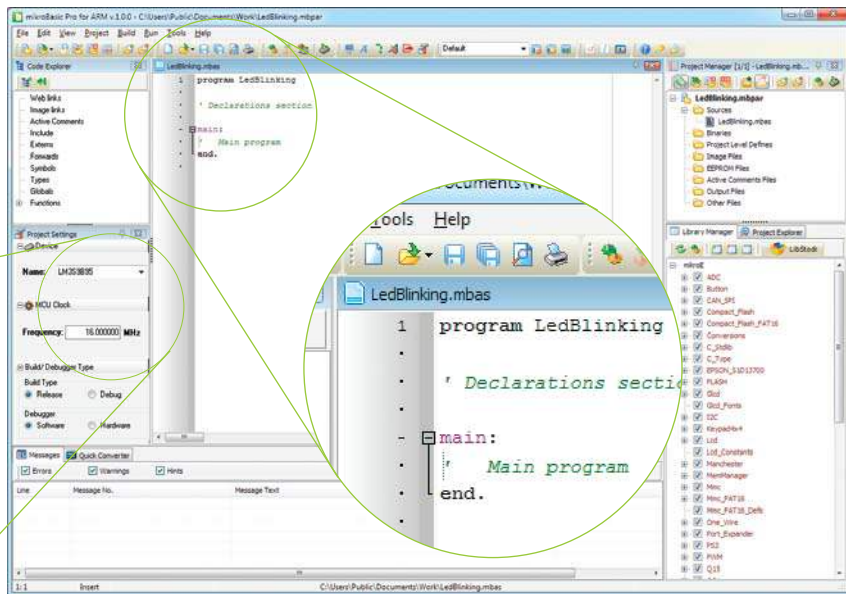 microBasic Pro for ARM v.1.0.0 - C:\Users\Public\Documents\Work\LedBlinking.mbpar
File Edit View Project Build Run Tools Help
Default
Code Explorer
Web links
Image links
Active Comments
Include
Externs
Forwards
Symbols
Types
Globals
Functions
Project Settings
Device
Name: LM3S9B95
MCU Clock
Frequency: 16.000000 MHz
Build/ Debugger Type
Build Type
Release Debug
Debugger
Software Hardware
LedBlinking.mbas
1 program LedBlinking
' Declarations section
main:
' Main program
end.
ocuments\W
Tools Help
LedBlinking.mbas
1 program LedBlinking
' Declarations secti
main:
' Main program
end.
Project Manager [1/1] - LedBlinking.mb...
LedBlinking.mbpar
Sources
LedBlinking.mbas
Binaries
Project Level Defines
Image Files
EEPROM Files
Active Comments Files
Output Files
Other Files
Library Manager Project Explorer
LibStock
mikroE
ADC
Button
CAN_SPI
Compact_Flash
Compact_Flash_FAT16
Conversions
C_Stdlib
C_Type
EPSON_S1D13700
FLASH
Glcd
Glcd_Fonts
I2C
Keypad4x4
Lcd
Lcd_Constants
Manchester
MemManager
Mmc
Mmc_FAT16
Mmc_FAT16_Defs
One_Wire
Port_Expander
PS2
PWM
Q15
Messages Quick Converter
Errors Warnings Hints
Line Message No. Message Text
1:1 Insert C:\Users\Public\Documents\Work\LedBlinking.mbas